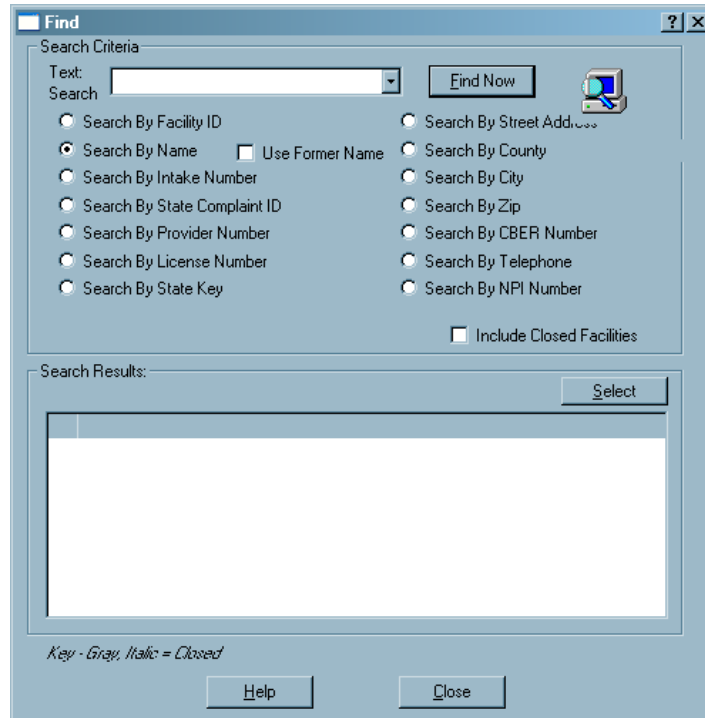 Find
Search Criteria
Text:
Search
Find Now
Search By Facility ID
Search By Street Address
Search By Name
Use Former Name
Search By County
Search By Intake Number
Search By City
Search By State Complaint ID
Search By Zip
Search By Provider Number
Search By CBER Number
Search By License Number
Search By Telephone
Search By State Key
Search By NPI Number
Include Closed Facilities
Search Results:
Select
Key - Gray, Italic = Closed
Help
Close